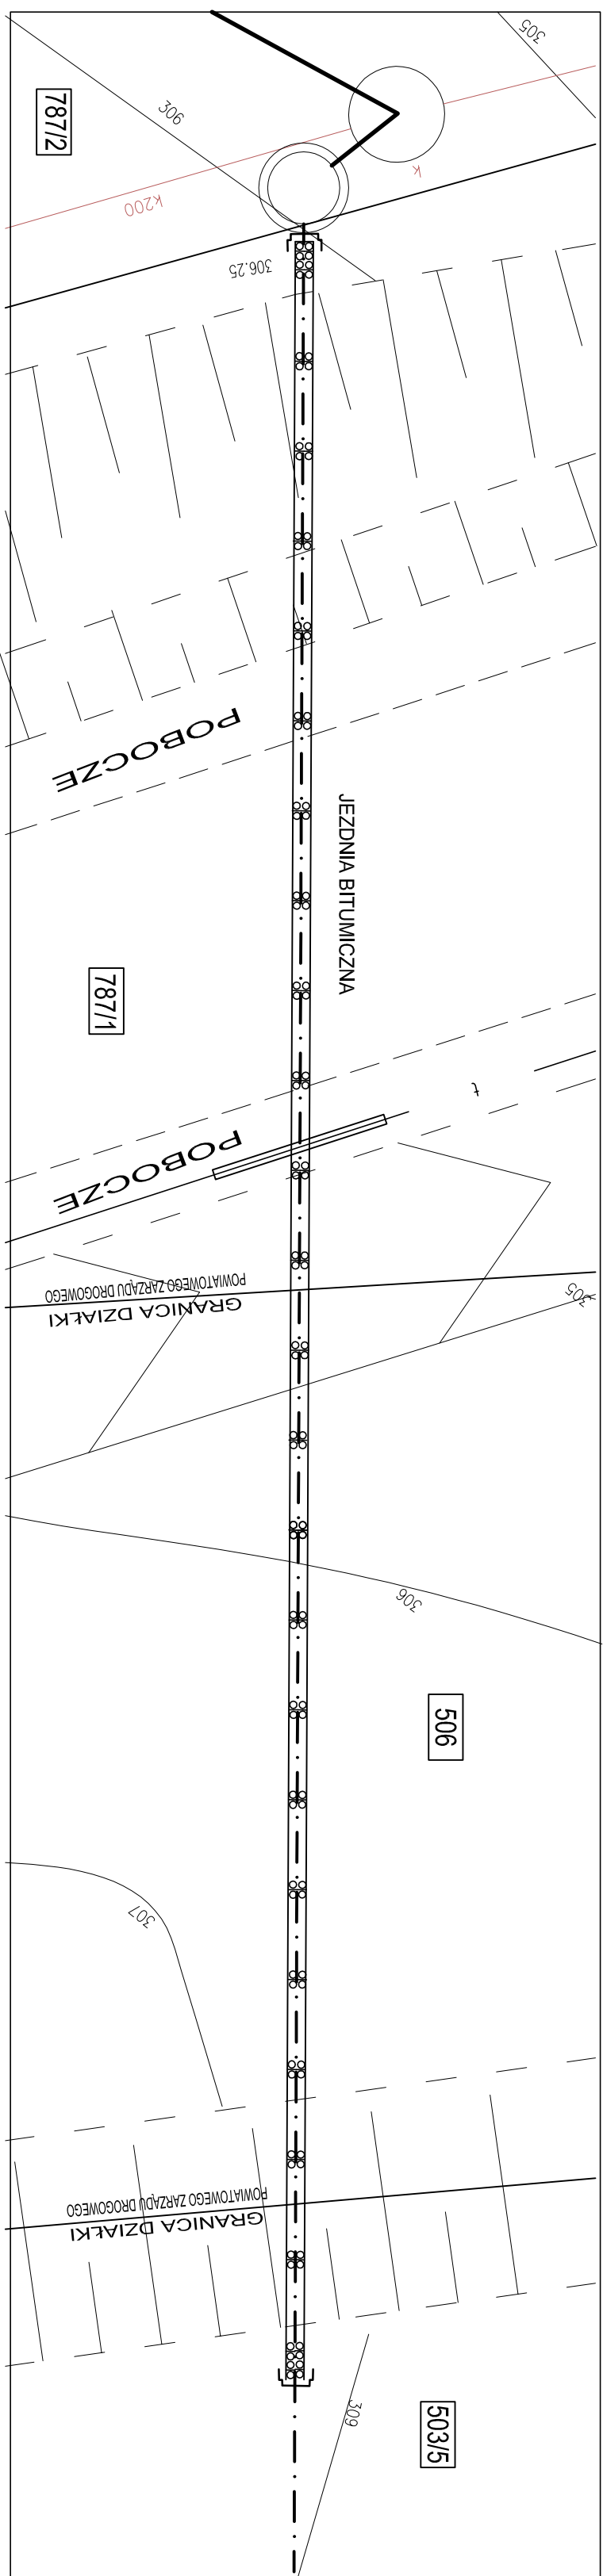 305
306
787/2
k
k200
306.25
POBOCZE
JEZDNIA BITUMICZNA
787/1
t
POBOCZE
POWIATOWEGO ZARZĄDU DROGOWEGO
GRANICA DZIAŁKI
305
306
506
307
POWIATOWEGO ZARZĄDU DROGOWEGO
GRANICA DZIAŁKI
309
503/5